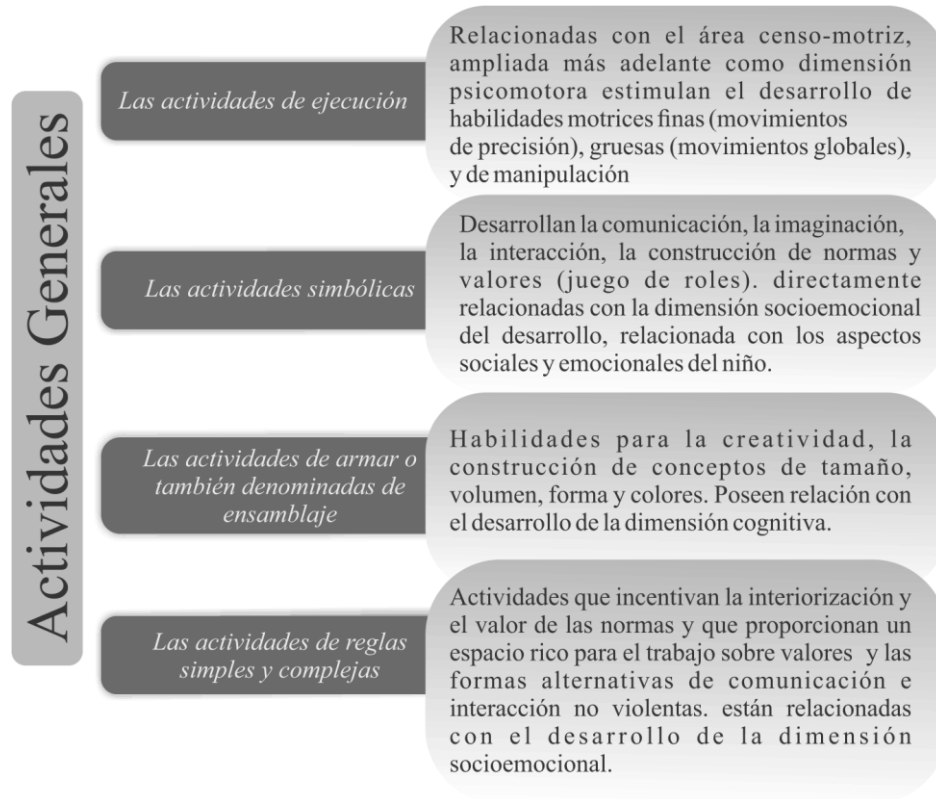 Actividades Generales
Las actividades de ejecución
Relacionadas con el área censo-motriz,
ampliada más adelante como dimensión
psicomotora estimulan el desarrollo de
habilidades motrices finas (movimientos
de precisión), gruesas (movimientos globales),
y de manipulación
Las actividades simbólicas
Desarrollan la comunicación, la imaginación,
la interacción, la construcción de normas y
valores (juego de roles). directamente
relacionadas con la dimensión socioemocional
del desarrollo, relacionada con los aspectos
sociales y emocionales del niño.
Las actividades de armar o
también denominadas de
ensamblaje
Habilidades para la creatividad, la
construcción de conceptos de tamaño,
volumen, forma y colores. Poseen relación con
el desarrollo de la dimensión cognitiva.
Las actividades de reglas
simples y complejas
Actividades que incentivan la interiorización y
el valor de las normas y que proporcionan un
espacio rico para el trabajo sobre valores y las
formas alternativas de comunicación e
interacción no violentas. están relacionadas
con el desarrollo de la dimensión
socioemocional.